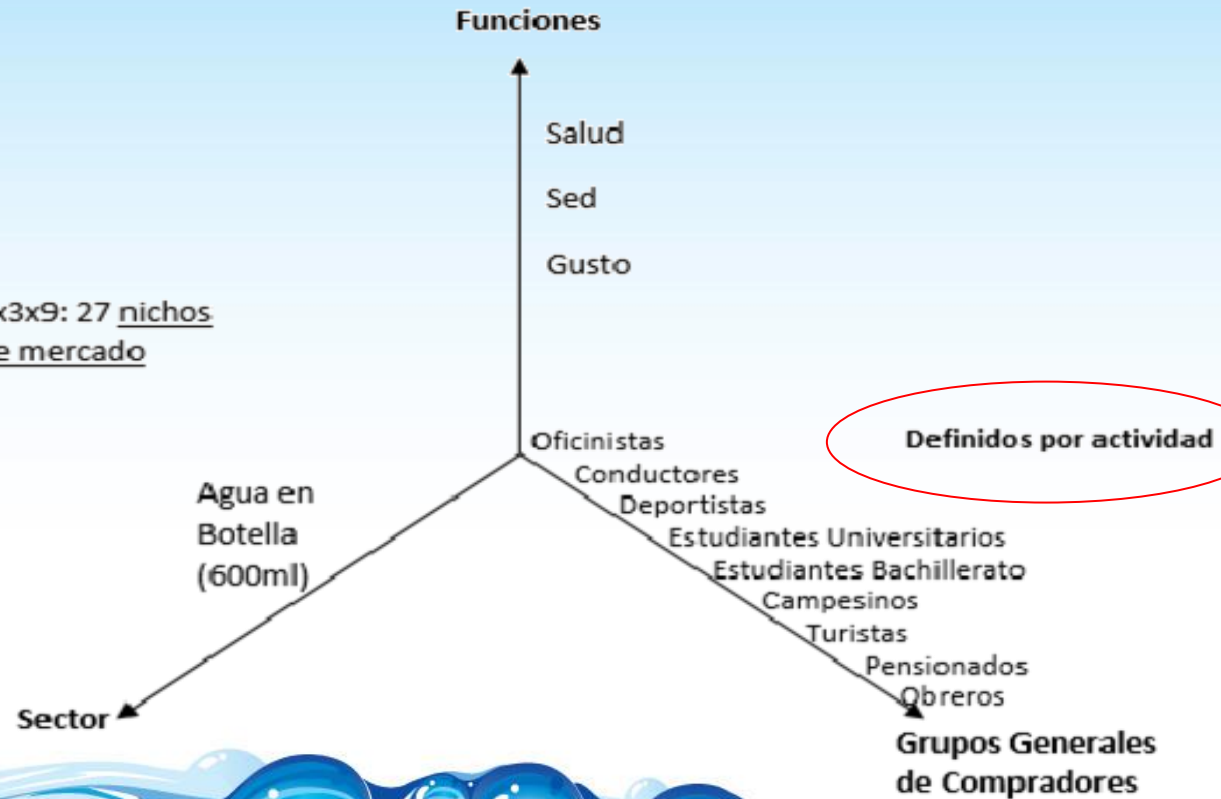 Funciones
Salud
Sed
Gusto
x3x9: 27 nichos
e mercado
Oficinistas
Conductores
Deportistas
Estudiantes Universitarios
Estudiantes Bachillerato
Campesinos
Turistas
Pensionados
Obreros
Definidos por actividad
Agua en
Botella
(600ml)
Sector
Grupos Generales
de Compradores